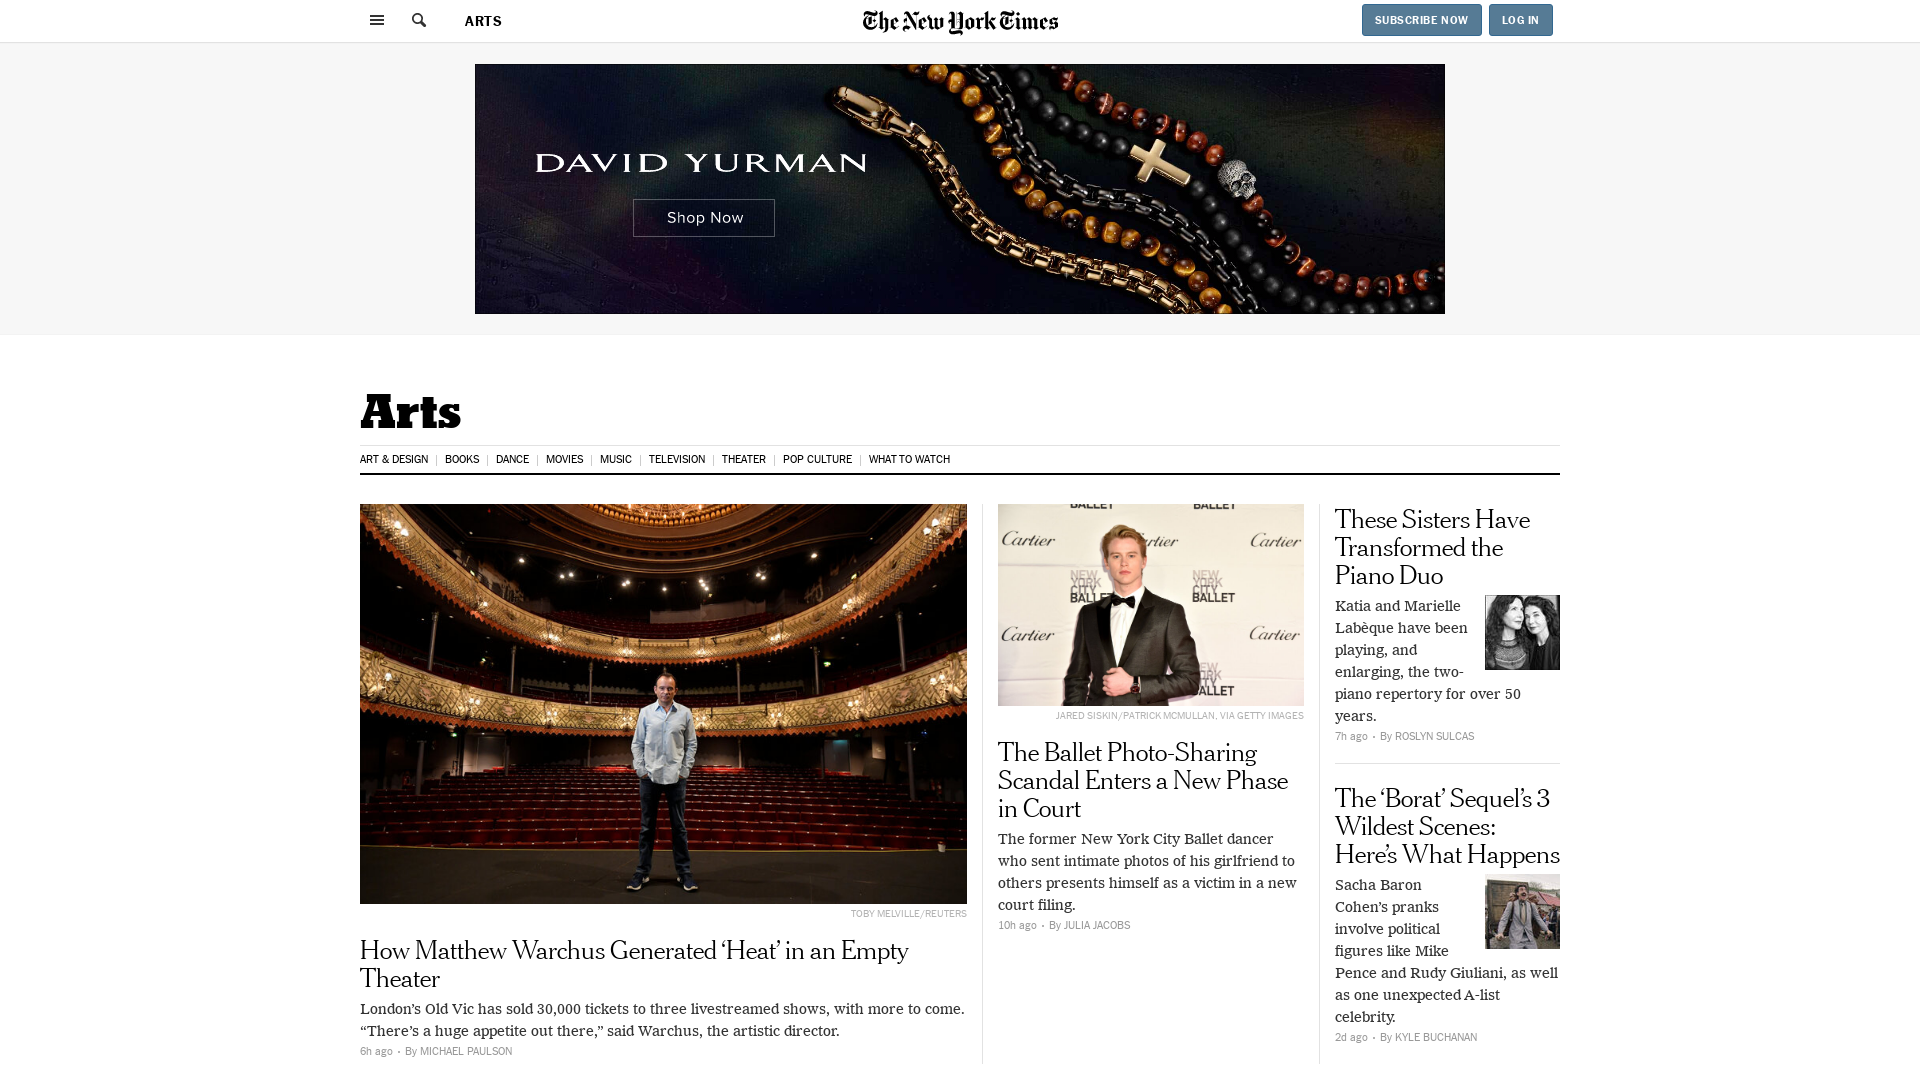 ARTS
The New York Times
SUBSCRIBE NOW
LOG IN
DAVID YURMAN
Shop Now
Arts
ART & DESIGN
BOOKS
DANCE
MOVIES
MUSIC
TELEVISION
THEATER
POP CULTURE
WHAT TO WATCH
TOBY MELVILLE/REUTERS
How Matthew Warchus Generated ‘Heat’ in an Empty
Theater
London’s Old Vic has sold 30,000 tickets to three livestreamed shows, with more to come.
“There’s a huge appetite out there,” said Warchus, the artistic director.
6h ago • By MICHAEL PAULSON
BALLET
BALLET
Cartier
Cartier
Cartier
NEW
YORK
CITY
BALLET
NEW
YORK
CITY
BALLET
Cartier
Cartier
NEW
YORK
CITY
BALLET
JARED SISKIN/PATRICK MCMULLAN, VIA GETTY IMAGES
The Ballet Photo-Sharing
Scandal Enters a New Phase
in Court
The former New York City Ballet dancer
who sent intimate photos of his girlfriend to
others presents himself as a victim in a new
court filing.
10h ago • By JULIA JACOBS
These Sisters Have
Transformed the
Piano Duo
Katia and Marielle
Labèque have been
playing, and
enlarging, the two-
piano repertory for over 50
years.
7h ago • By ROSLYN SULCAS
The ‘Borat’ Sequel’s 3
Wildest Scenes:
Here’s What Happens
Sacha Baron
Cohen’s pranks
involve political
figures like Mike
Pence and Rudy Giuliani, as well
as one unexpected A-list
celebrity.
2d ago • By KYLE BUCHANAN